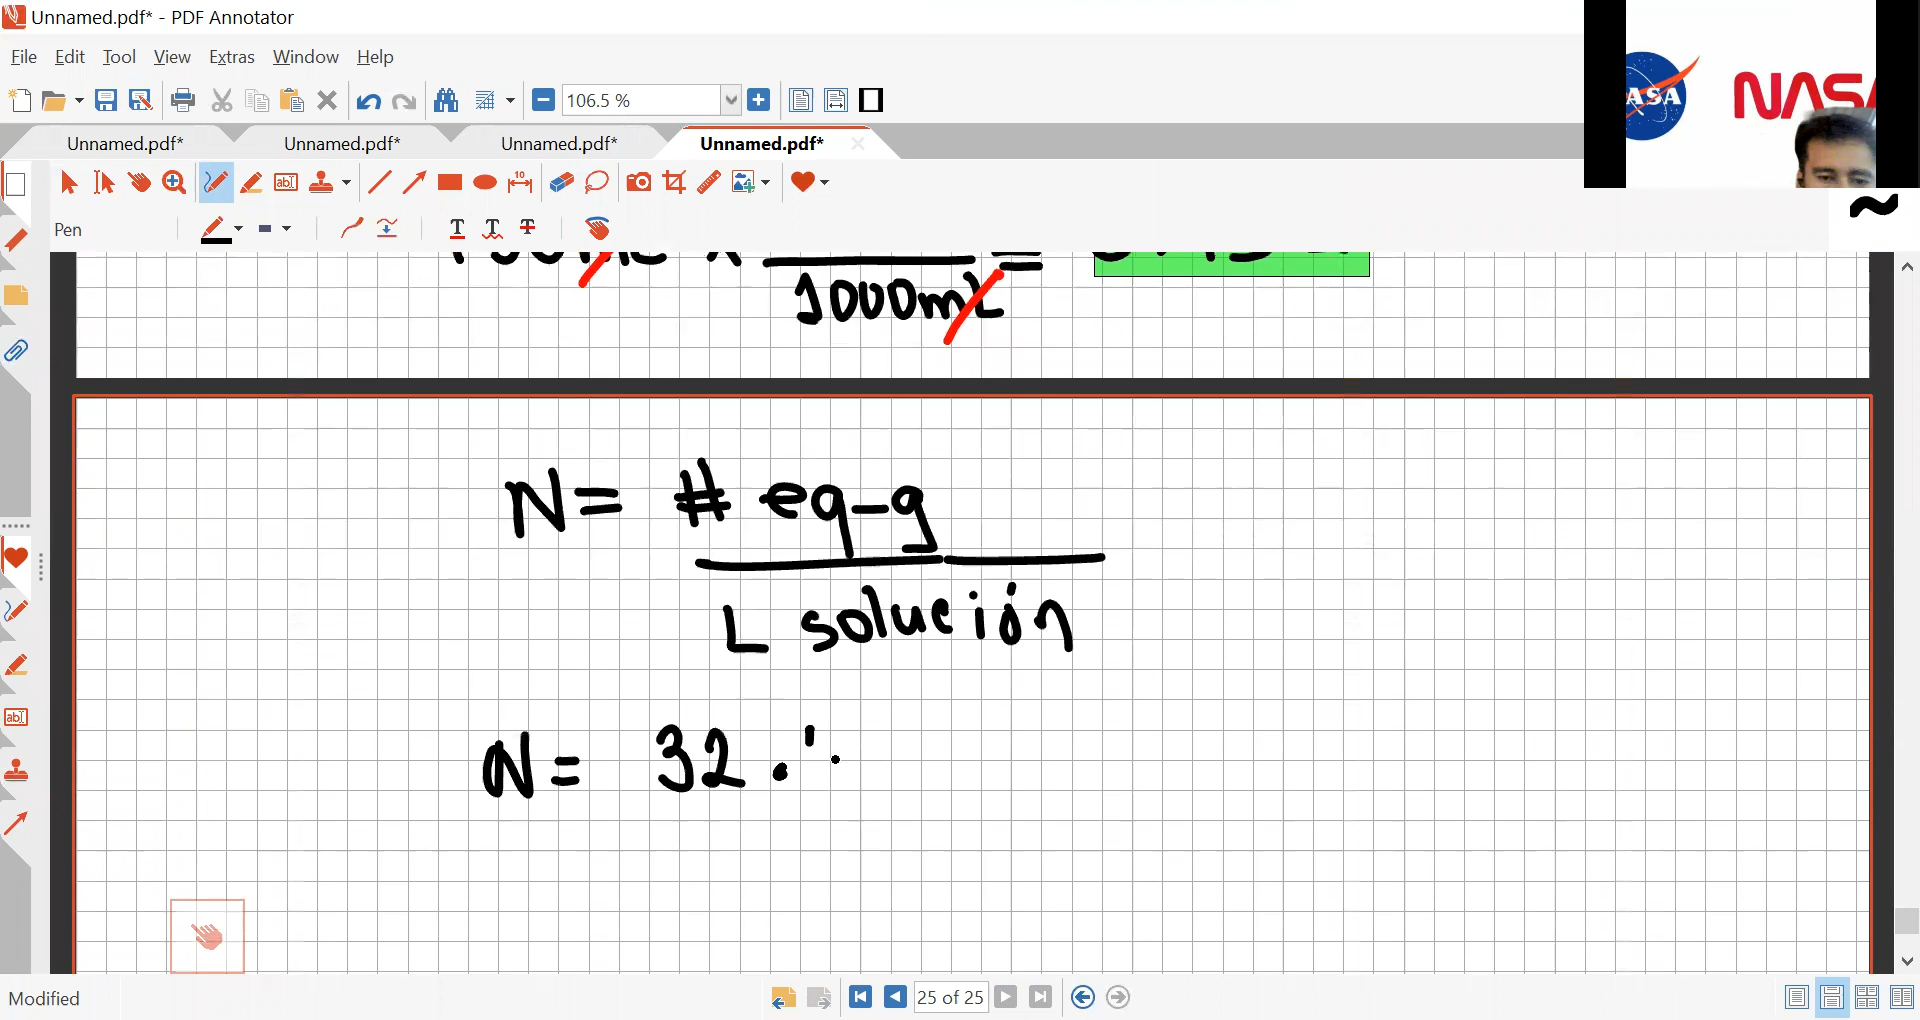 Unnamed.pdf* - PDF Annotator
File Edit Tool View Extras Window Help
106.5 %
Unnamed.pdf* Unnamed.pdf* Unnamed.pdf* Unnamed.pdf*
Pen
1000mL
N= # eq-g
L solución
N= 32.
Modified
25 of 25
NASA